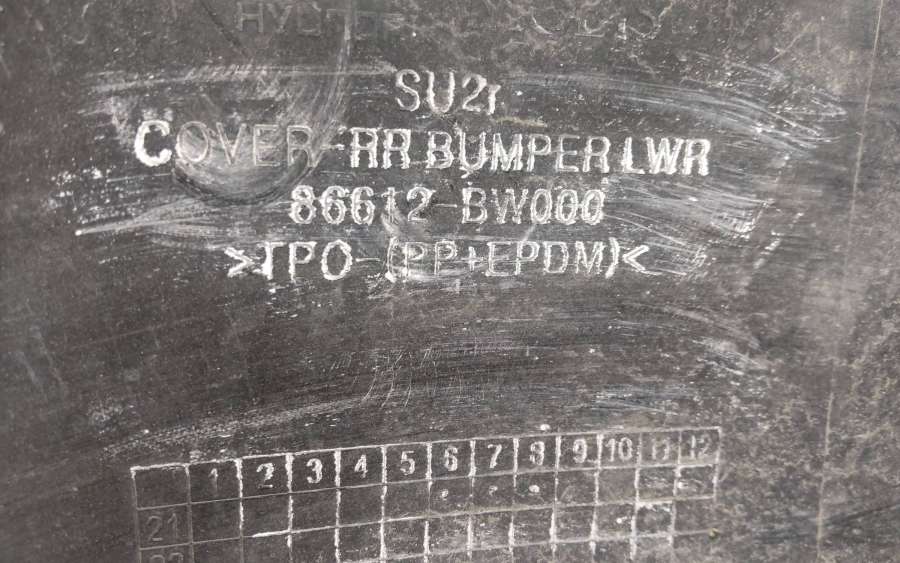 SU2r
COVER-RR BUMPER LWR
86612-BW000
>TPO-(PP+EPDM)<
1 2 3 4 5 6 7 8 9 10 11 12
21